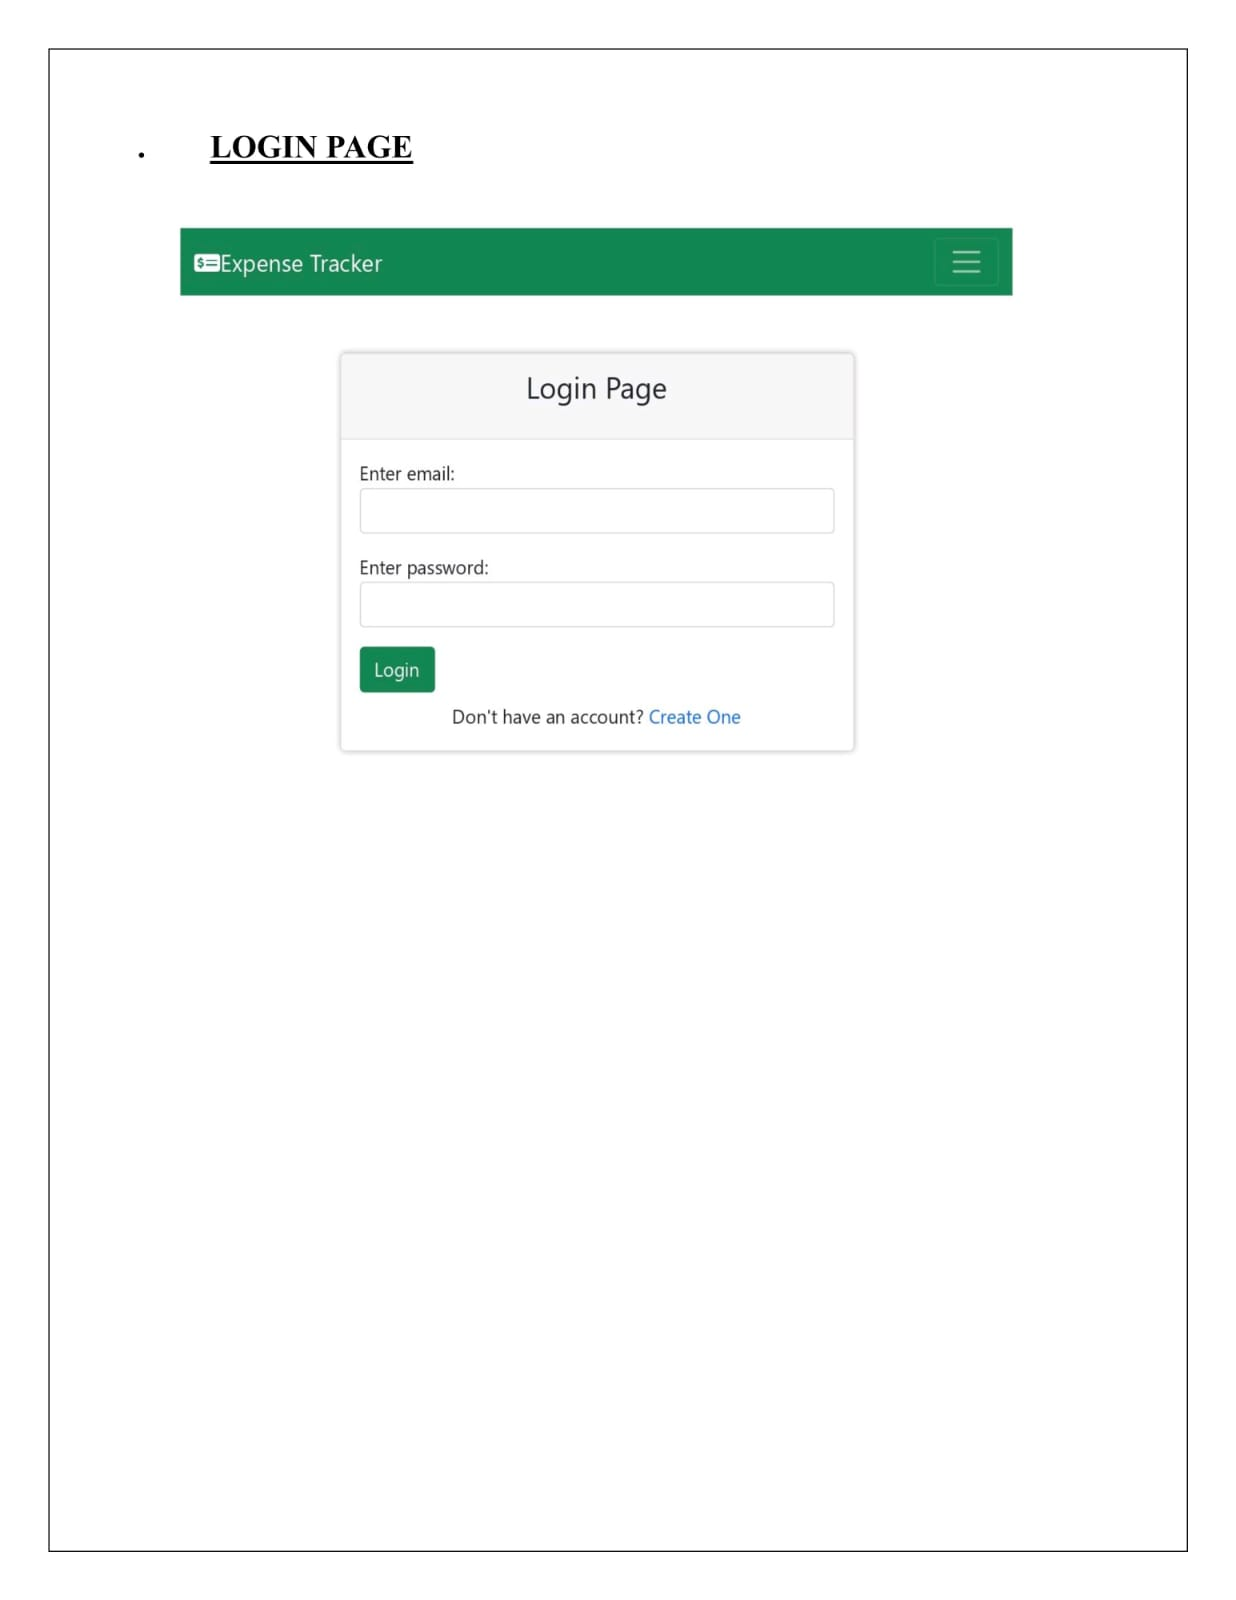 . LOGIN PAGE
Expense Tracker
Login Page
Enter email:
Enter password:
Login
Don't have an account? Create One